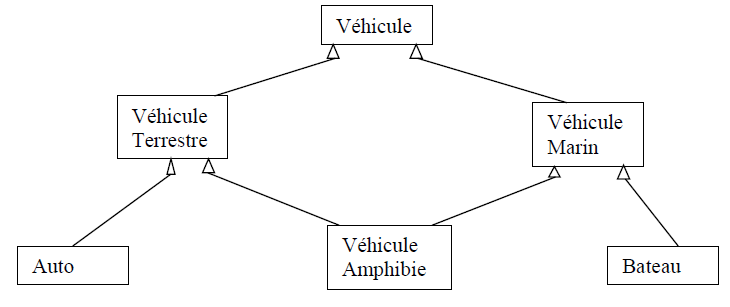 Véhicule
Véhicule
Terrestre
Véhicule
Marin
Auto
Véhicule
Amphibie
Bateau